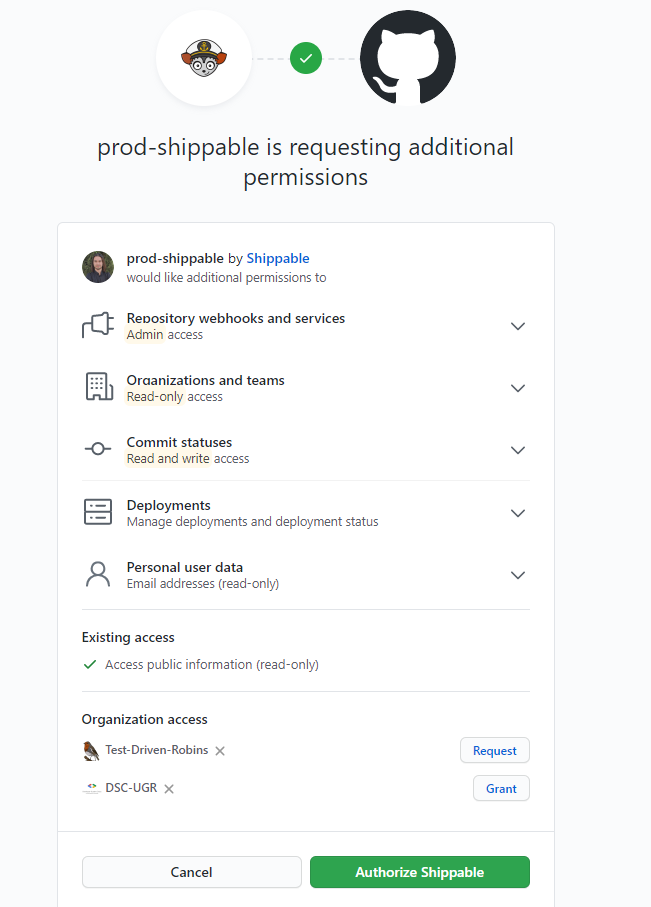 prod-shippable is requesting additional
permissions
prod-shippable by Shippable
would like additional permissions to
Repository webhooks and services
Admin access
Organizations and teams
Read-only access
Commit statuses
Read and write access
Deployments
Manage deployments and deployment status
Personal user data
Email addresses (read-only)
Existing access
Access public information (read-only)
Organization access
Test-Driven-Robins
Request
DSC-UGR
Grant
Cancel
Authorize Shippable